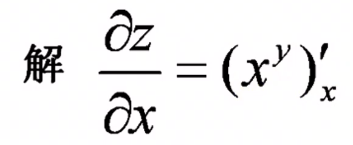 解 ∂z/∂x = (x^y)′_x